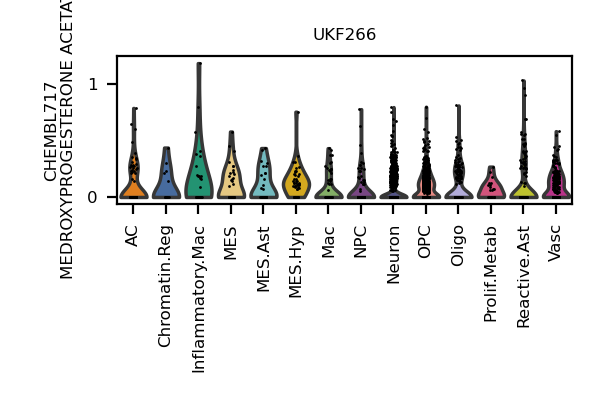 UKF266
CHEMBL717
MEDROXYPROGESTERONE ACETAT
1
0
AC
Chromatin.Reg
Inflammatory.Mac
MES
MES.Ast
MES.Hyp
Mac
NPC
Neuron
OPC
Oligo
Prolif.Metab
Reactive.Ast
Vasc